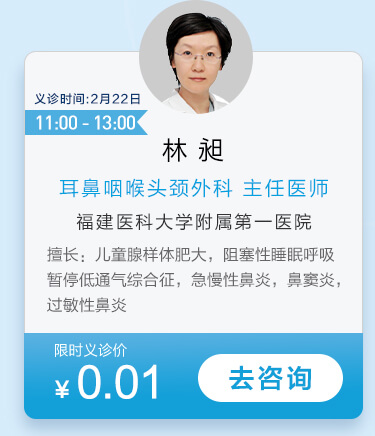 义诊时间:2月22日
11:00 - 13:00
林 昶
耳鼻咽喉头颈外科 主任医师
福建医科大学附属第一医院
擅长：儿童腺样体肥大，阻塞性睡眠呼吸
暂停低通气综合征，急慢性鼻炎，鼻窦炎，
过敏性鼻炎
限时义诊价
¥ 0.01
去咨询